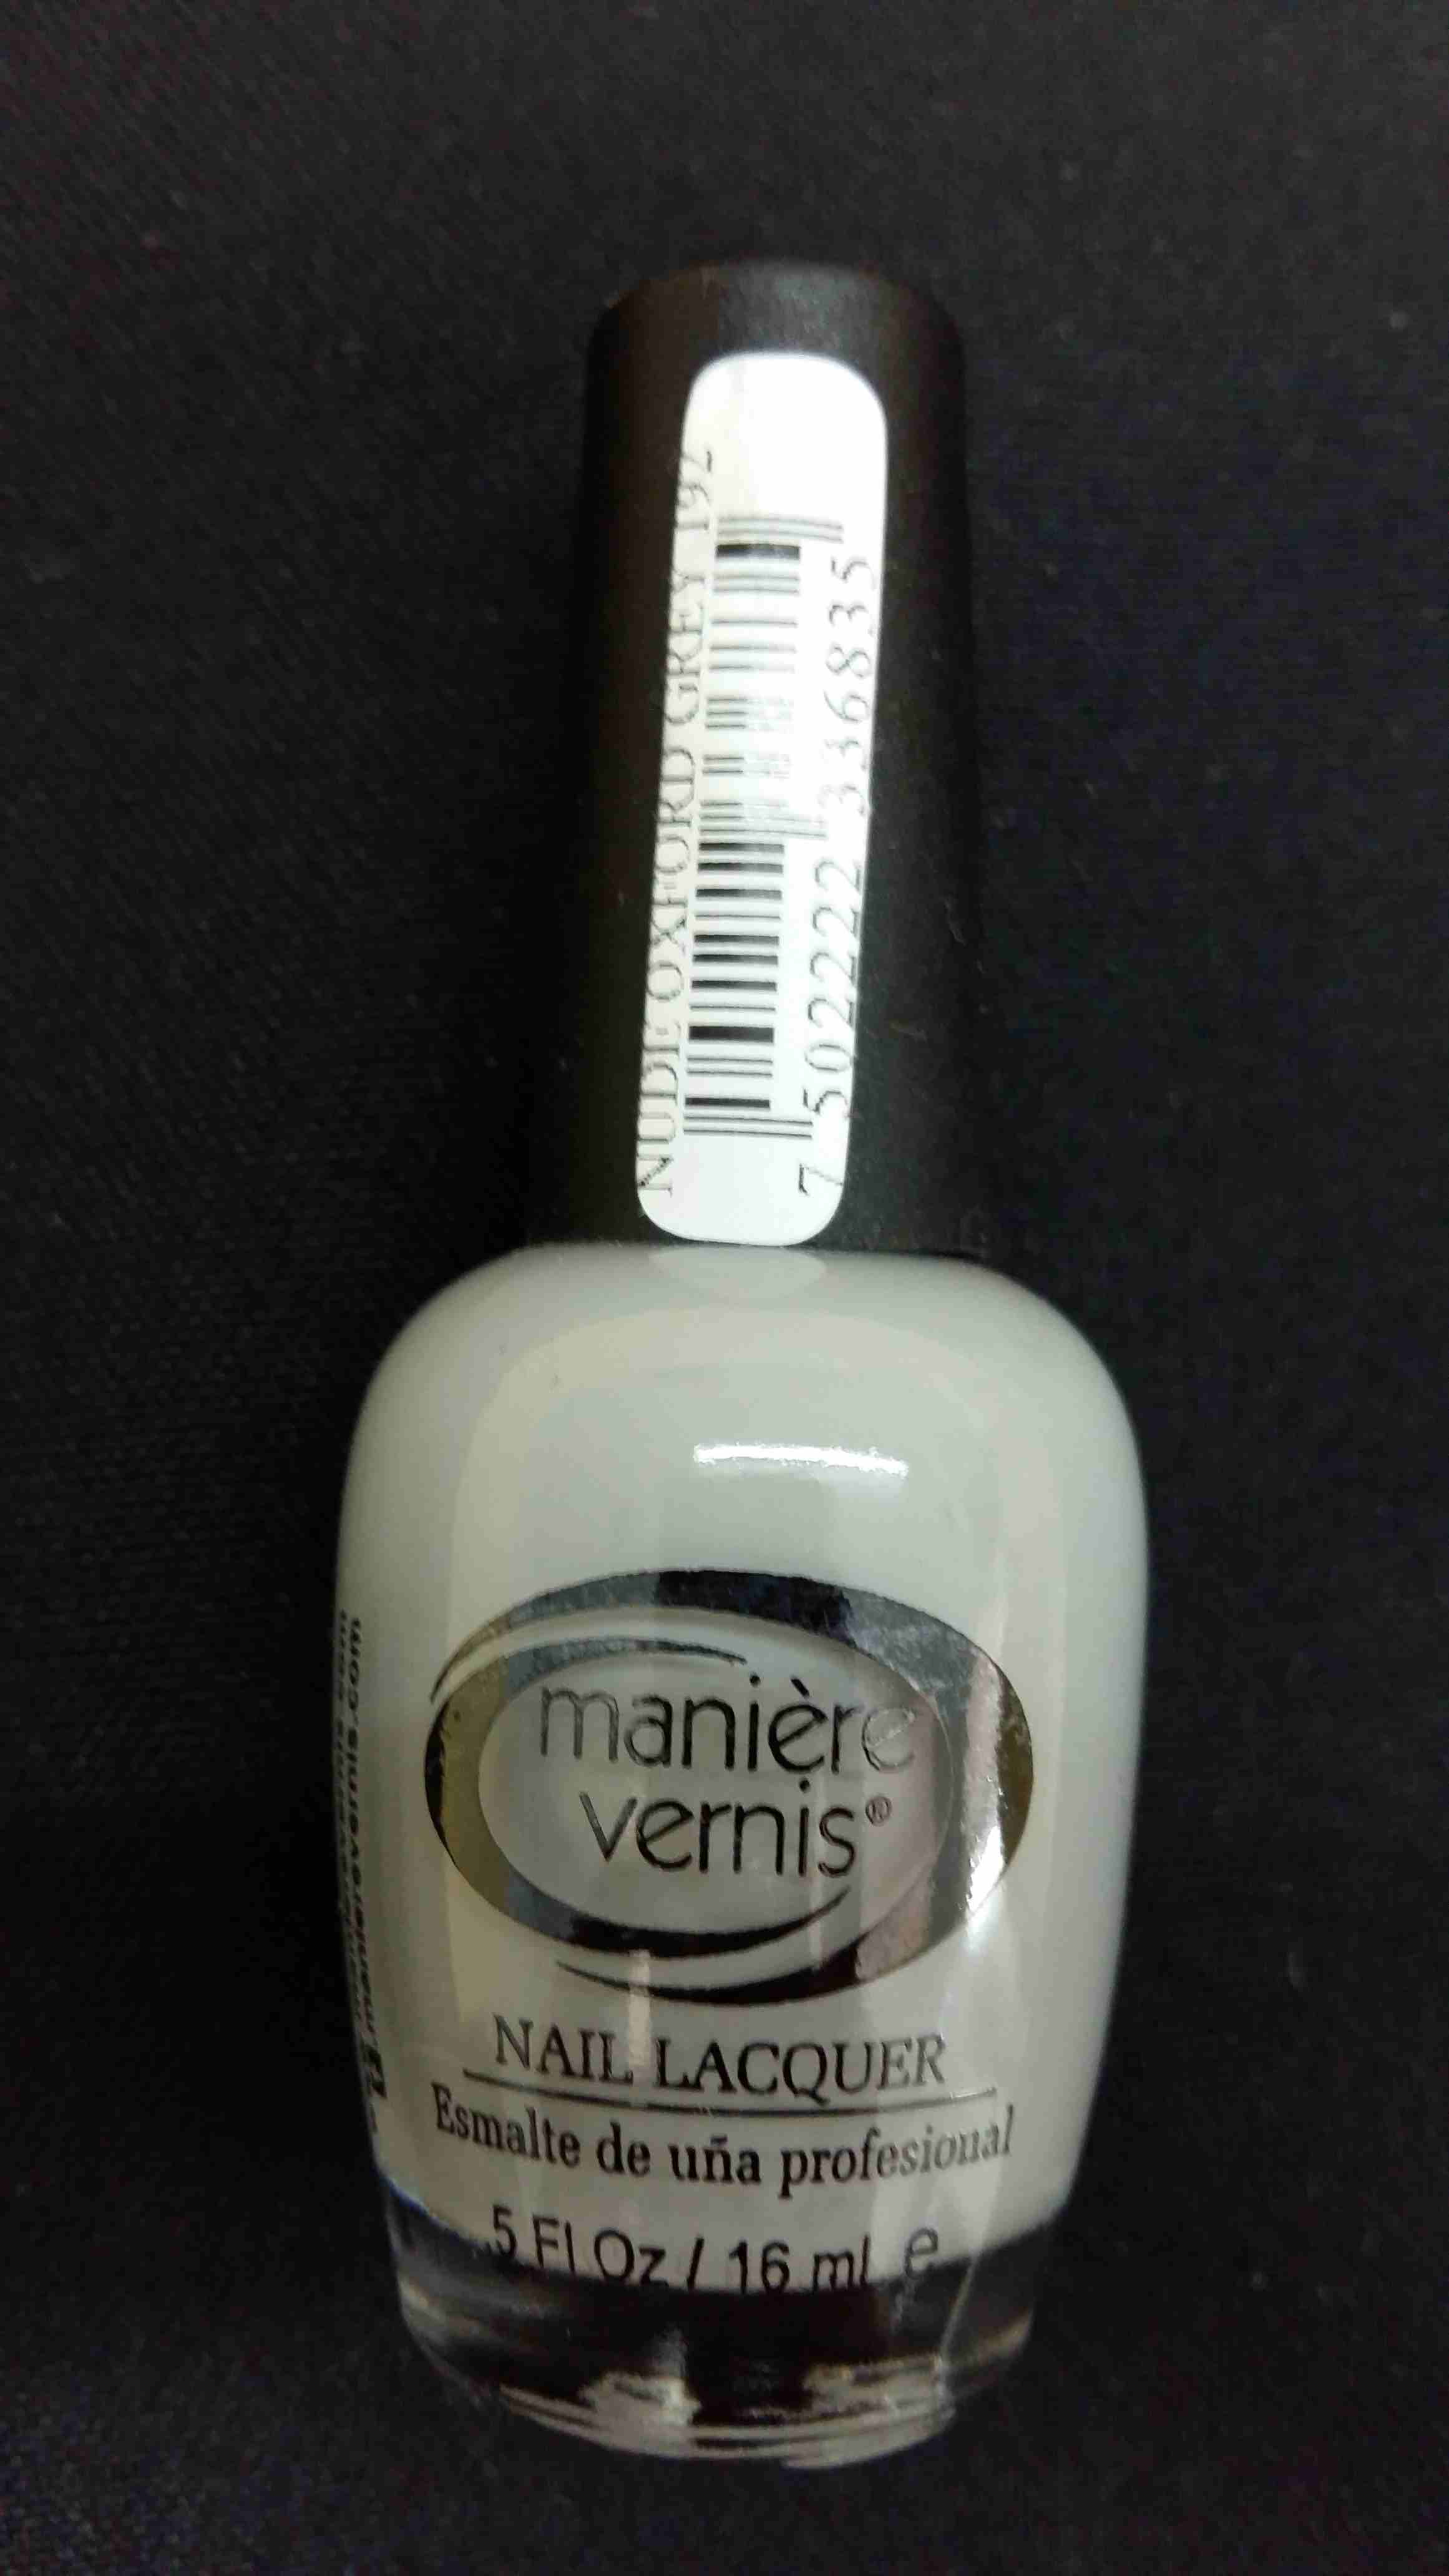 NUDE OXFORD GREY 192
7 502222 336835
manière
vernis®
NAIL LACQUER
Esmalte de uña profesional
.5 Fl Oz / 16 ml e